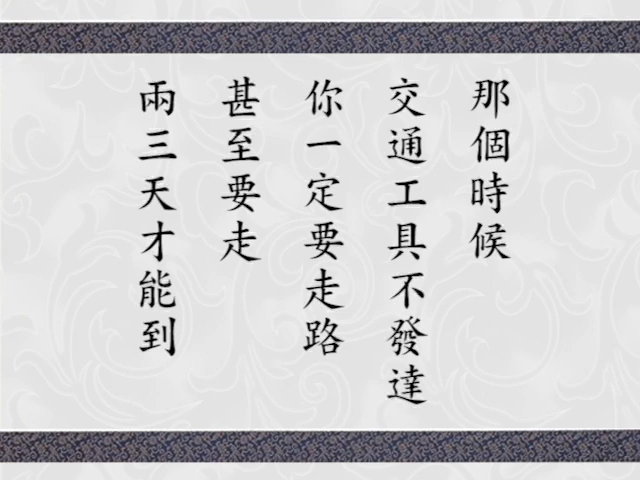 那個時候
交通工具不發達
你一定要走路
甚至要走
兩三天才能到